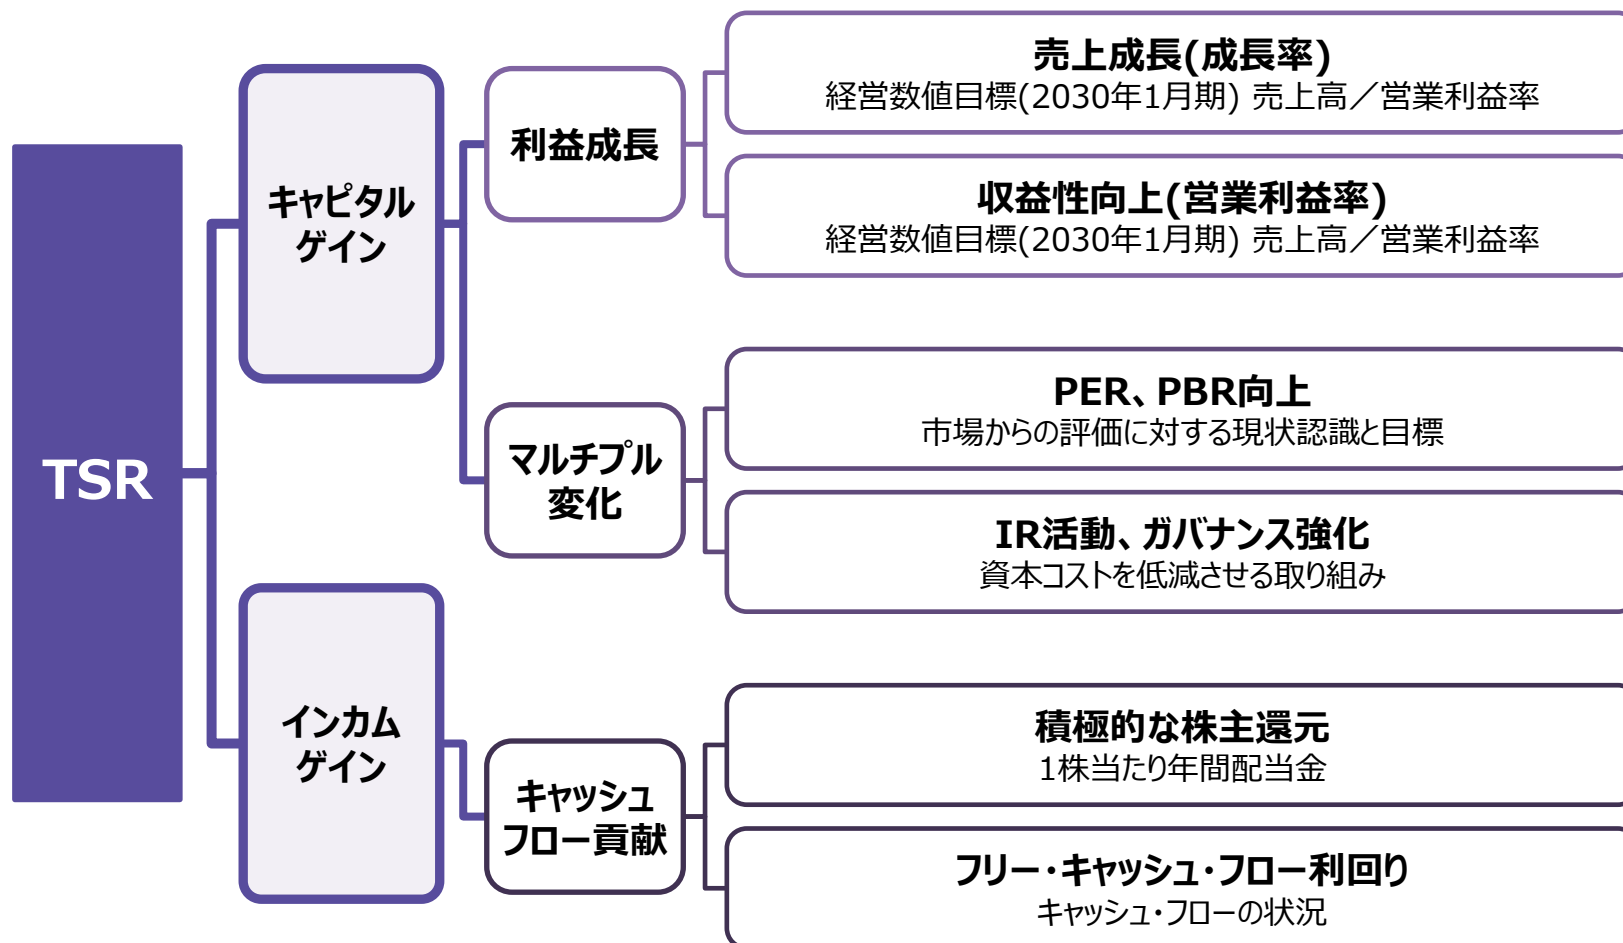 TSR
キャピタル
ゲイン
利益成長
売上成長(成長率)
経営数値目標(2030年1月期) 売上高／営業利益率
収益性向上(営業利益率)
経営数値目標(2030年1月期) 売上高／営業利益率
マルチプル
変化
PER、PBR向上
市場からの評価に対する現状認識と目標
IR活動、ガバナンス強化
資本コストを低減させる取り組み
インカム
ゲイン
キャッシュ
フロー貢献
積極的な株主還元
1株当たり年間配当金
フリー・キャッシュ・フロー利回り
キャッシュ・フローの状況